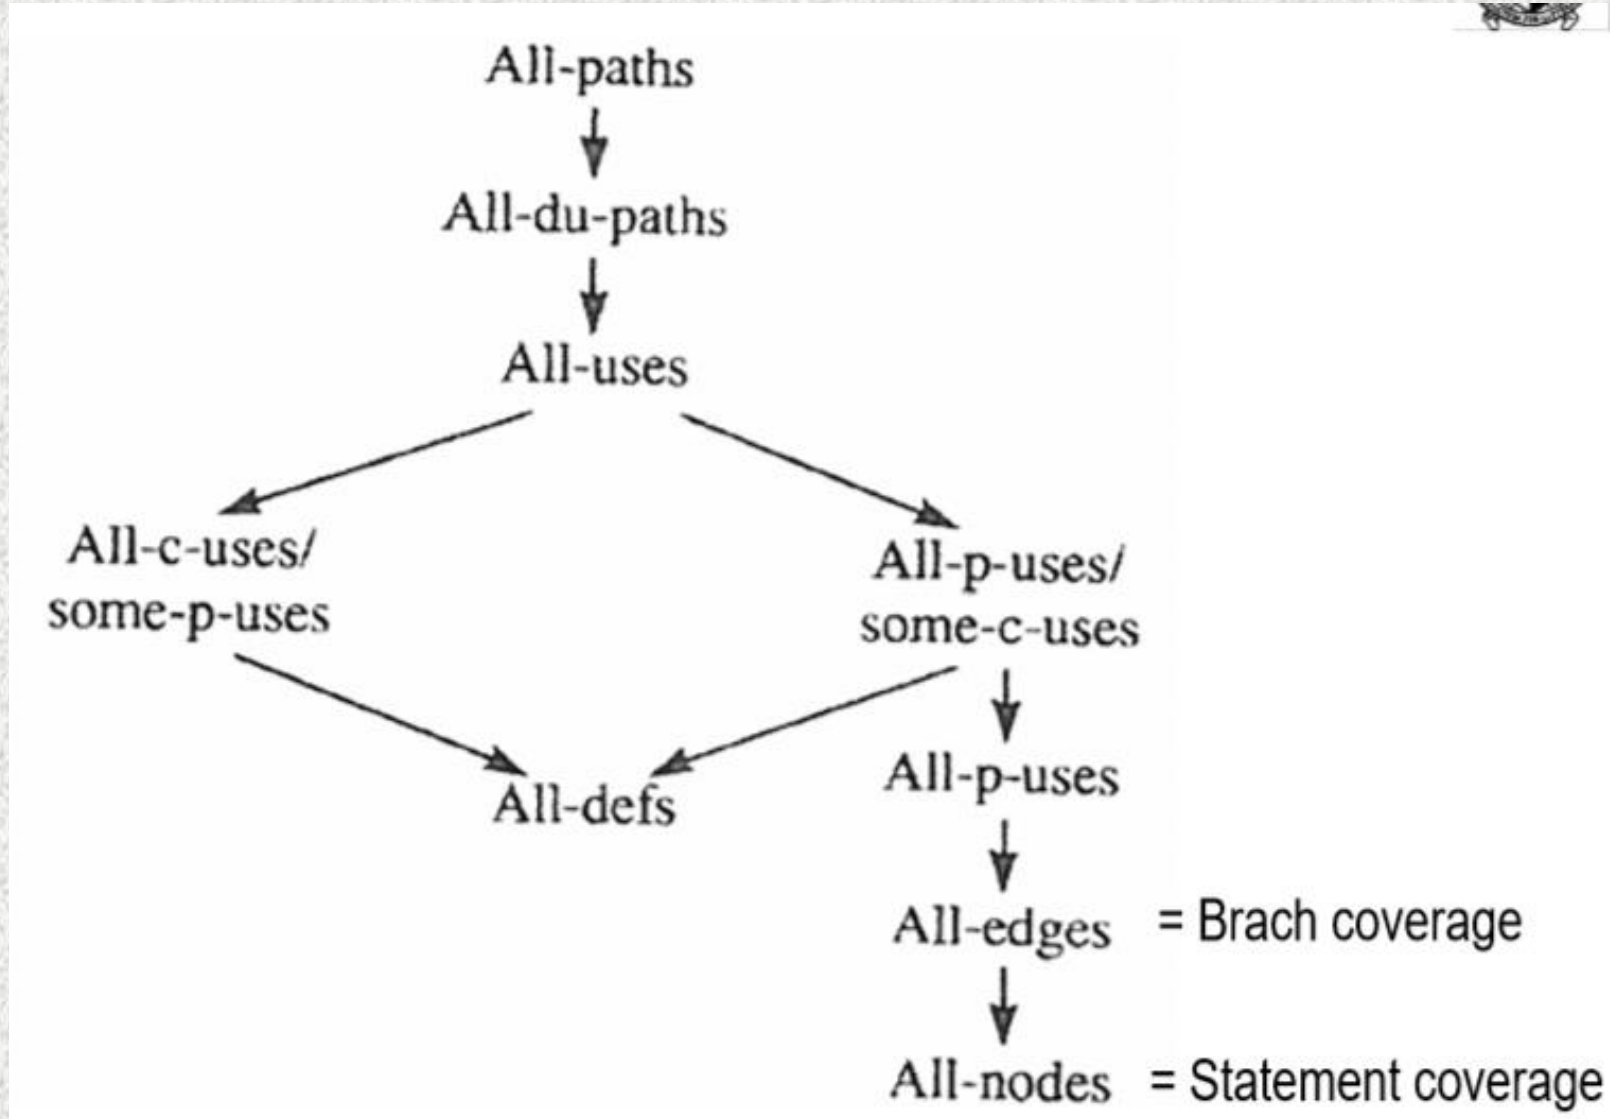 All-paths
All-du-paths
All-uses
All-c-uses/
some-p-uses
All-p-uses/
some-c-uses
All-defs
All-p-uses
All-edges = Brach coverage
All-nodes = Statement coverage